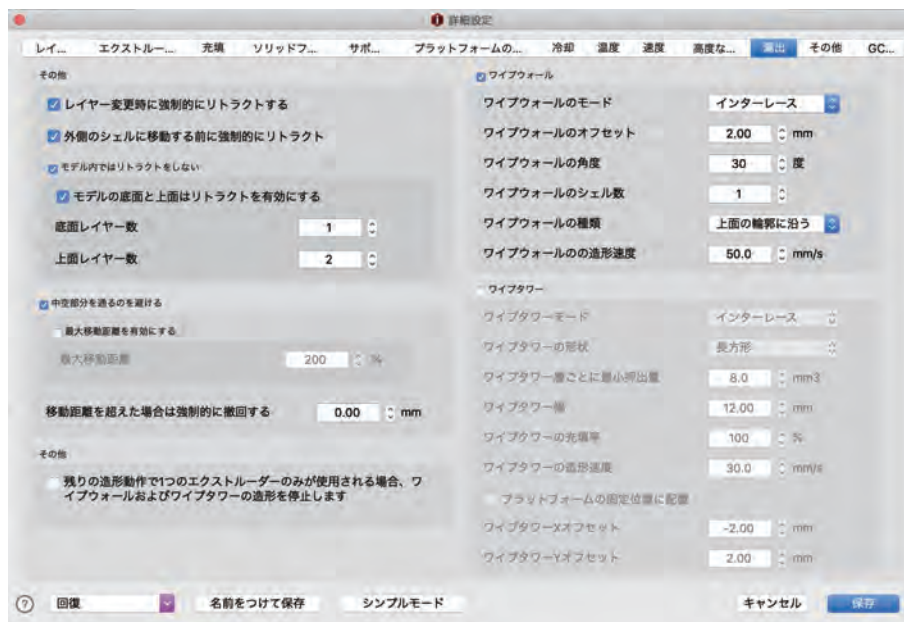 詳細設定
レイ... エクストルー... 充填 ソリッドフ... サポ... プラットフォームの... 冷却 温度 速度 高度な... 漏出 その他 GC...
その他
レイヤー変更時に強制的にリトラクトする
外側のシェルに移動する前に強制的にリトラクト
モデル内ではリトラクトをしない
モデルの底面と上面はリトラクトを有効にする
底面レイヤー数 1
上面レイヤー数 2
中空部分を通るのを避ける
最大移動距離を有効にする
最大移動距離 200 %
移動距離を超えた場合は強制的に撤回する 0.00 mm
その他
残りの造形動作で1つのエクストルーダーのみが使用される場合、ワ
イプウォールおよびワイプタワーの造形を停止します
ワイプウォール
ワイプウォールのモード インターレース
ワイプウォールのオフセット 2.00 mm
ワイプウォールの角度 30 度
ワイプウォールのシェル数 1
ワイプウォールの種類 上面の輪郭に沿う
ワイプウォールのの造形速度 50.0 mm/s
ワイプタワー
ワイプタワーモード インターレース
ワイプタワーの形状 長方形
ワイプタワー層ごとに最小押出量 8.0 mm3
ワイプタワー幅 12.00 mm
ワイプタワーの充填率 100 %
ワイプタワーの造形速度 30.0 mm/s
プラットフォームの固定位置に配置
ワイプタワーXオフセット -2.00 mm
ワイプタワーYオフセット 2.00 mm
? 回復 名前をつけて保存 シンプルモード キャンセル 保存